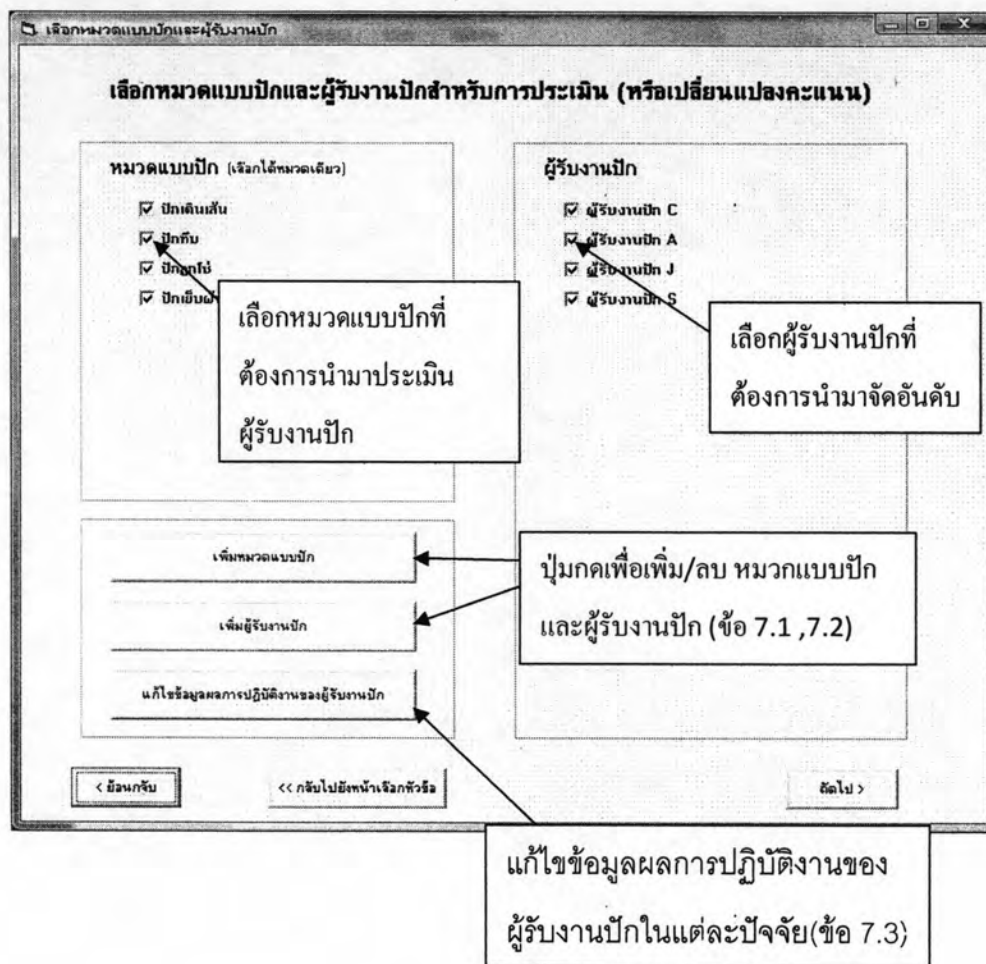 เลือกหมวดแบบปักและผู้รับงานปัก
เลือกหมวดแบบปักและผู้รับงานปักสำหรับการประเมิน (หรือเปลี่ยนแปลงคะแนน)
หมวดแบบปัก (เลือกได้หมวดเดียว)
ปักเดินเส้น
ปักทึบ
ปักลูกโซ่
ปักเย็บ
เลือกหมวดแบบปักที่
ต้องการนำมาประเมิน
ผู้รับงานปัก
ผู้รับงานปัก
ผู้รับงานปัก C
ผู้รับงานปัก A
ผู้รับงานปัก J
ผู้รับงานปัก S
เลือกผู้รับงานปักที่
ต้องการนำมาจัดอันดับ
เพิ่มหมวดแบบปัก
เพิ่มผู้รับงานปัก
แก้ไขข้อมูลผลการปฏิบัติงานของผู้รับงานปัก
ปุ่มกดเพื่อเพิ่ม/ลบ หมวกแบบปัก
และผู้รับงานปัก (ข้อ 7.1 ,7.2)
< ย้อนกลับ
<< กลับไปยังหน้าเลือกหัวข้อ
ถัดไป >
แก้ไขข้อมูลผลการปฏิบัติงานของ
ผู้รับงานปักในแต่ละปัจจัย(ข้อ 7.3)